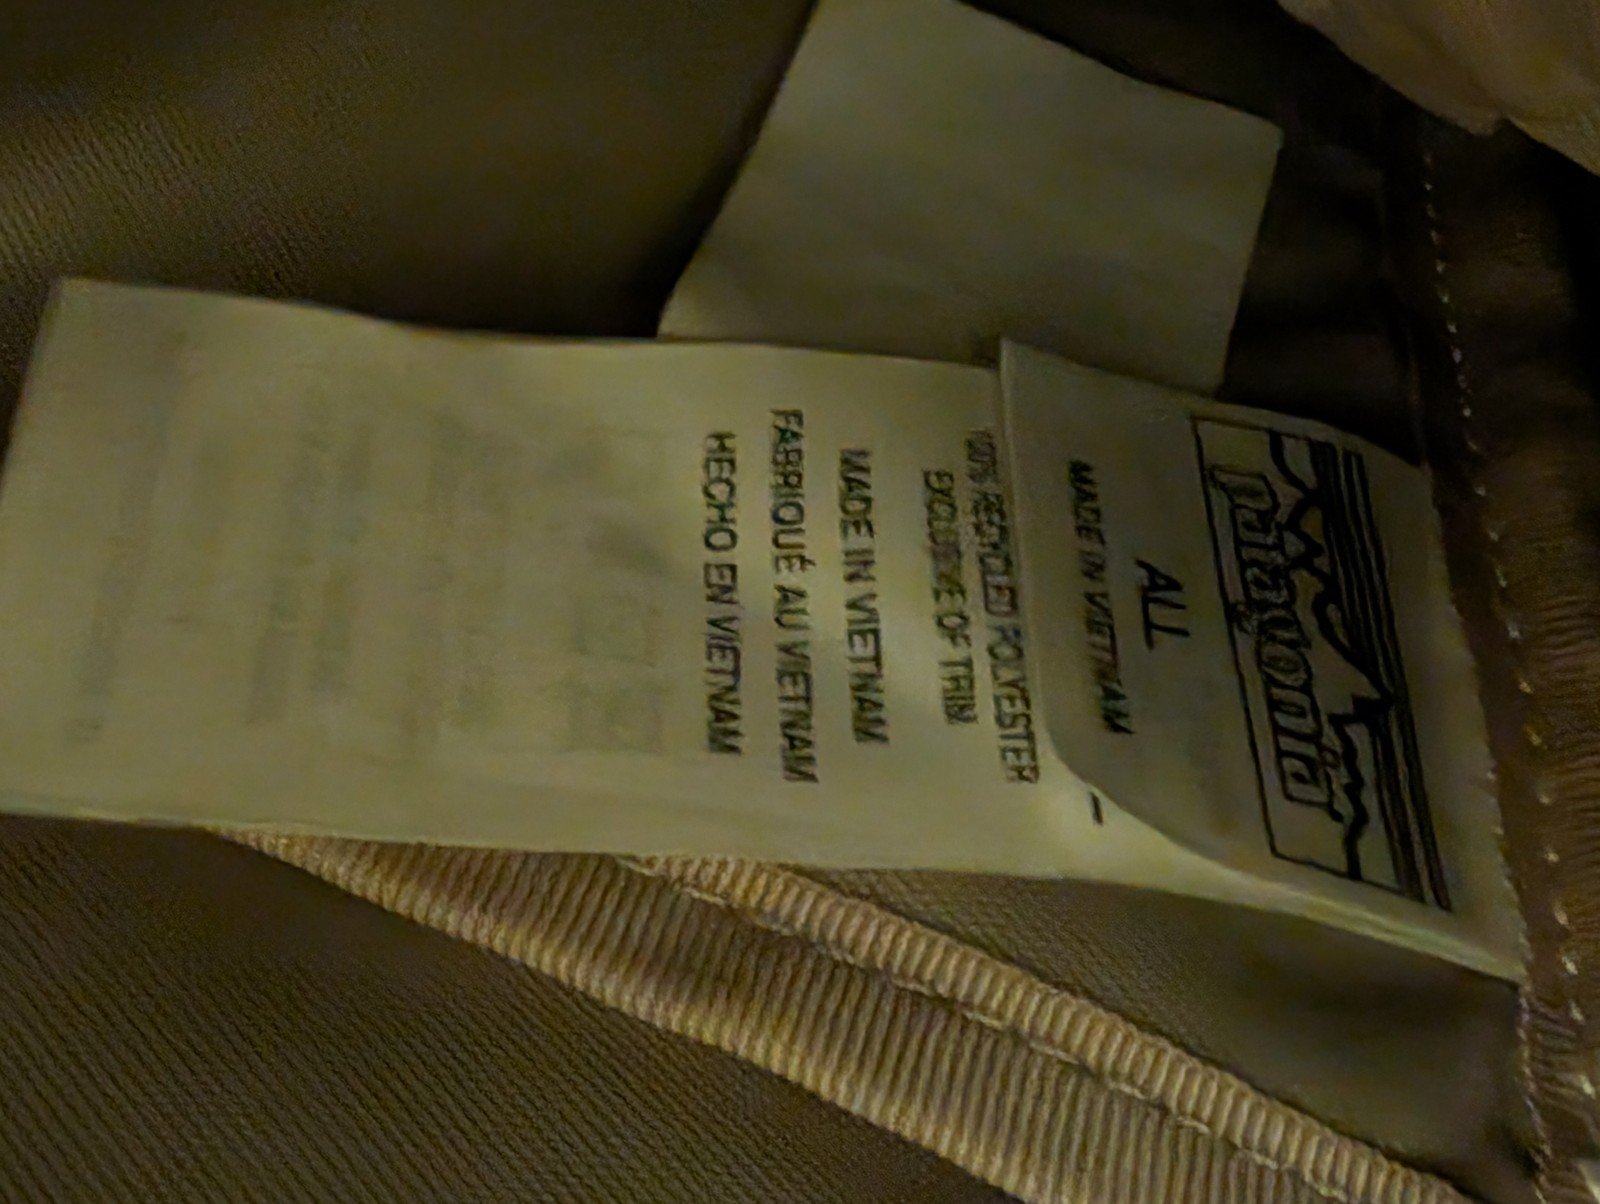 patagonia
ALL
MADE IN VIETNAM
100% RECYCLED POLYESTER
EXCLUSIVE OF TRIM
MADE IN VIETNAM
FABRIQUÉ AU VIETNAM
HECHO EN VIETNAM